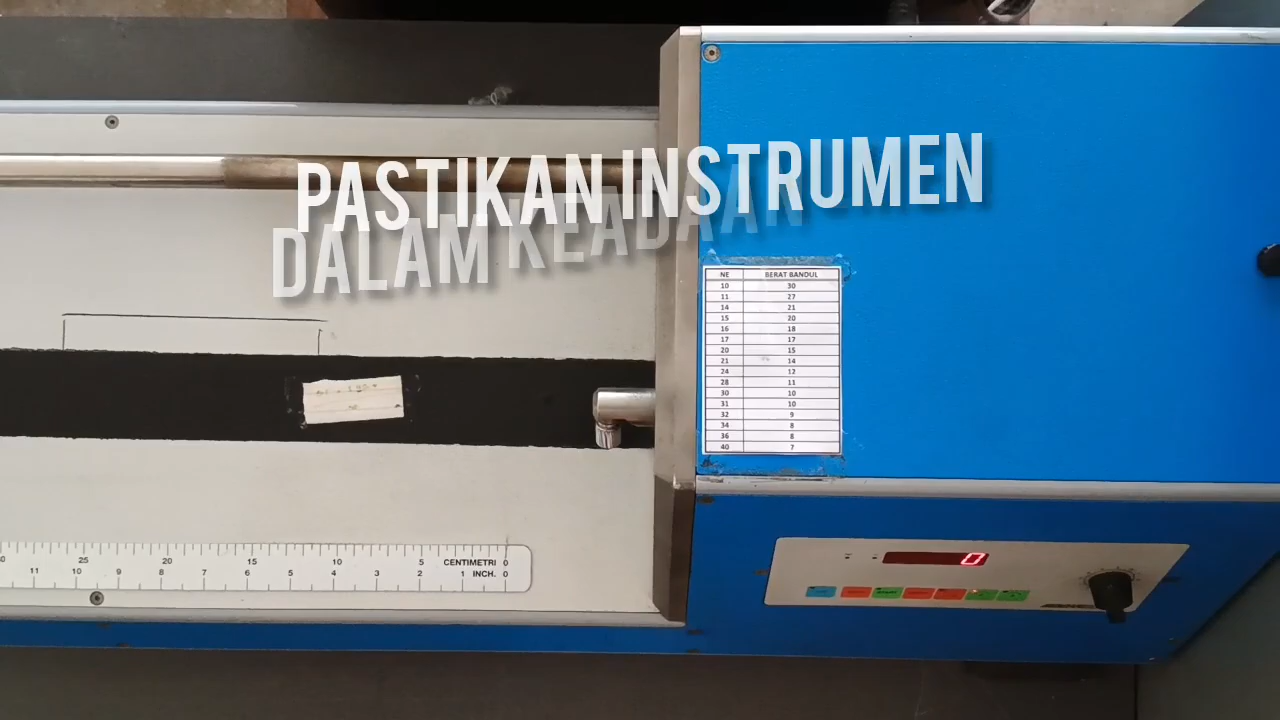 PASTIKAN INSTRUMEN
DALAM KEADAAN
NE BERAT BANDUL
10 30
11 27
14 21
15 20
16 18
17 17
20 15
21 14
24 12
28 11
30 10
31 10
32 9
34 8
36 8
40 7
25 20 15 10 5 CENTIMETRI 0
11 10 9 8 7 6 5 4 3 2 1 INCH. 0
0
START